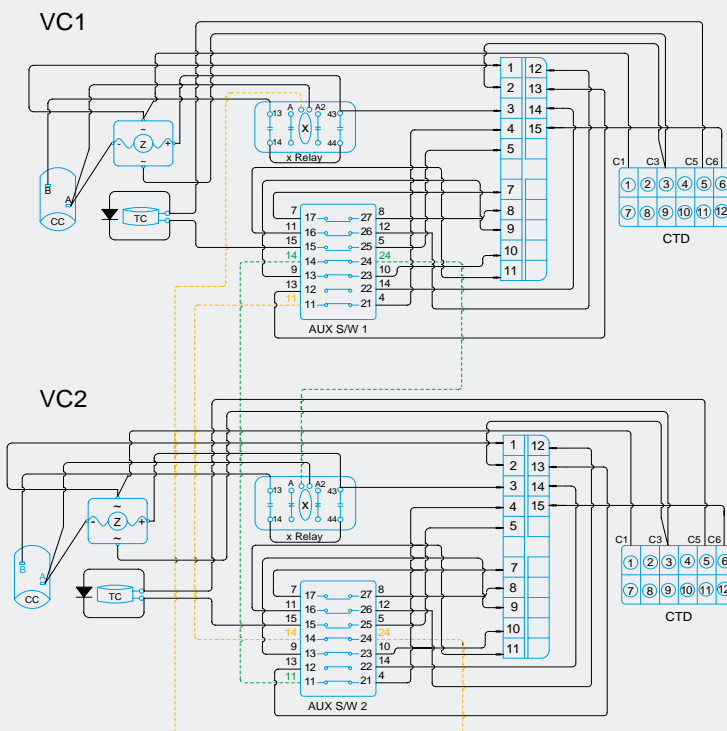 VC1
1 12
2 13
3 14
4 15
5
7
8
9
10
11
13 A A2 43
X
14 44
x Relay
~
- Z +
~
B A
CC
TC
7 17 27 8
11 16 26 12
15 15 25 5
14 14 24 24
9 13 23 10
13 12 22 14
11 11 21 4
AUX S/W 1
C1 C3 C5 C6
1 2 3 4 5 6
7 8 9 10 11 12
CTD
VC2
1 12
2 13
3 14
4 15
5
7
8
9
10
11
13 A A2 43
X
14 44
x Relay
~
- Z +
~
B A
CC
TC
7 17 27 8
11 16 26 12
15 15 25 5
14 14 24 24
9 13 23 10
13 12 22 14
11 11 21 4
AUX S/W 2
C1 C3 C5 C6
1 2 3 4 5 6
7 8 9 10 11 12
CTD